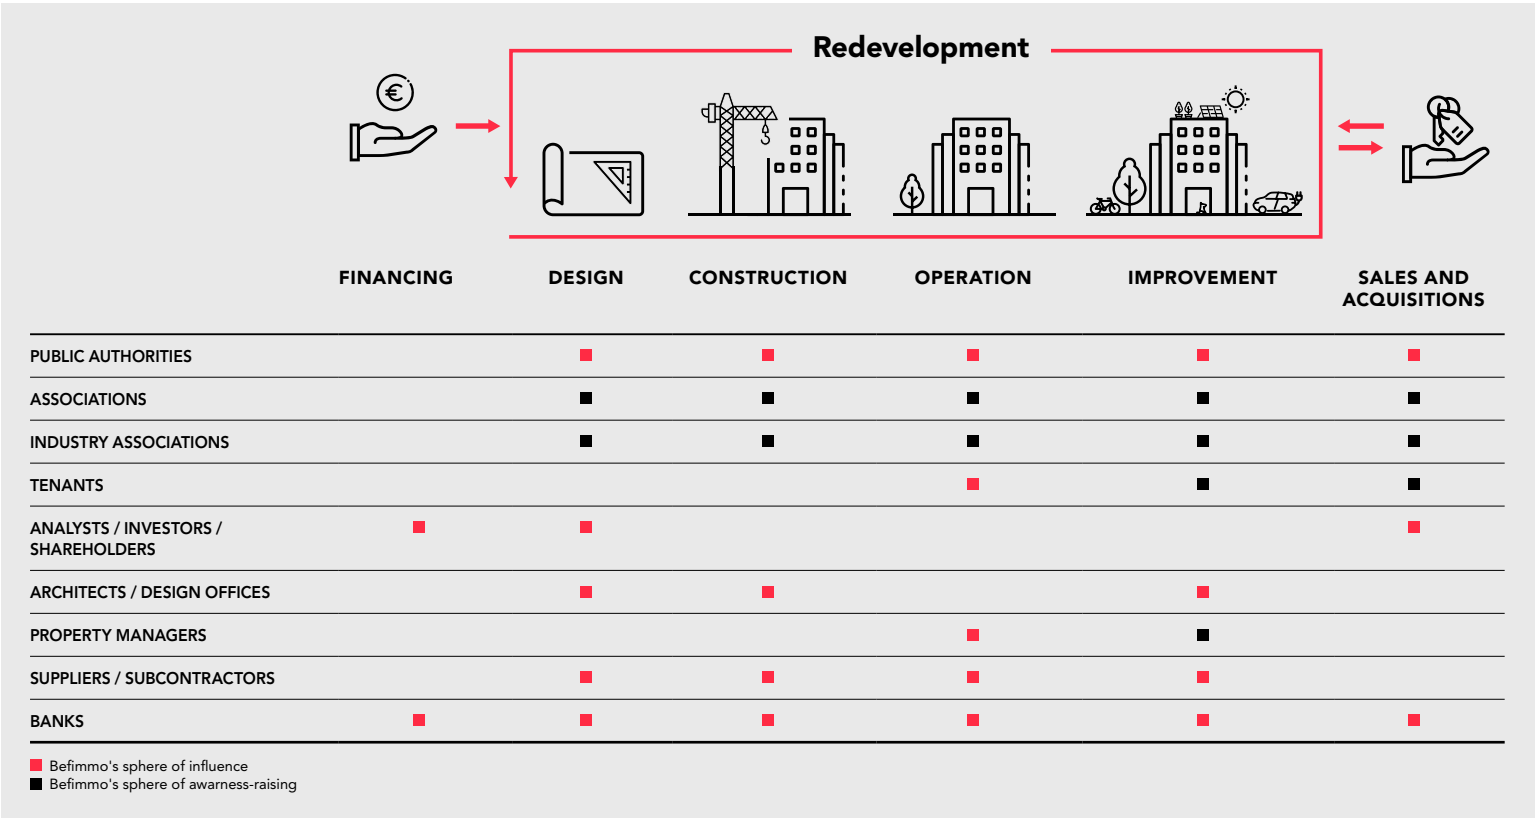 Redevelopment
€
FINANCING
DESIGN
CONSTRUCTION
OPERATION
IMPROVEMENT
SALES AND
ACQUISITIONS
PUBLIC AUTHORITIES
ASSOCIATIONS
INDUSTRY ASSOCIATIONS
TENANTS
ANALYSTS / INVESTORS /
SHAREHOLDERS
ARCHITECTS / DESIGN OFFICES
PROPERTY MANAGERS
SUPPLIERS / SUBCONTRACTORS
BANKS
Befimmo's sphere of influence
Befimmo's sphere of awarness-raising